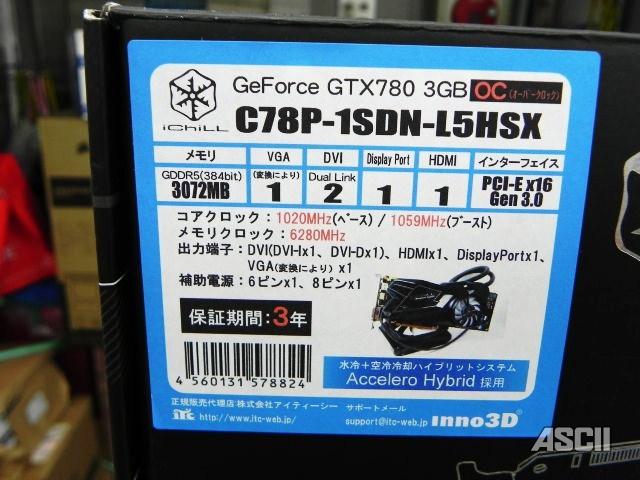 GeForce GTX780 3GB OC (オーバークロック)
iCHiLL
C78P-1SDN-L5HSX
メモリ VGA DVI Display Port HDMI インターフェイス
GDDR5(384bit) (変換により) Dual Link PCI-E x16
3072MB 1 2 1 1 Gen 3.0
コアクロック：1020MHz(ベース) / 1059MHz(ブースト)
メモリクロック：6280MHz
出力端子：DVI(DVI-Ix1、DVI-Dx1)、HDMIx1、DisplayPortx1、
VGA(変換により) x1
補助電源：6ピンx1、8ピンx1
保証期間:3年
4 560131 578824
水冷＋空冷冷却ハイブリットシステム
Accelero Hybrid 採用
正規販売代理店:株式会社アイティーシー サポートメール
itc http://www.itc-web.jp/ support@itc-web.jp Inno3D
ASCII